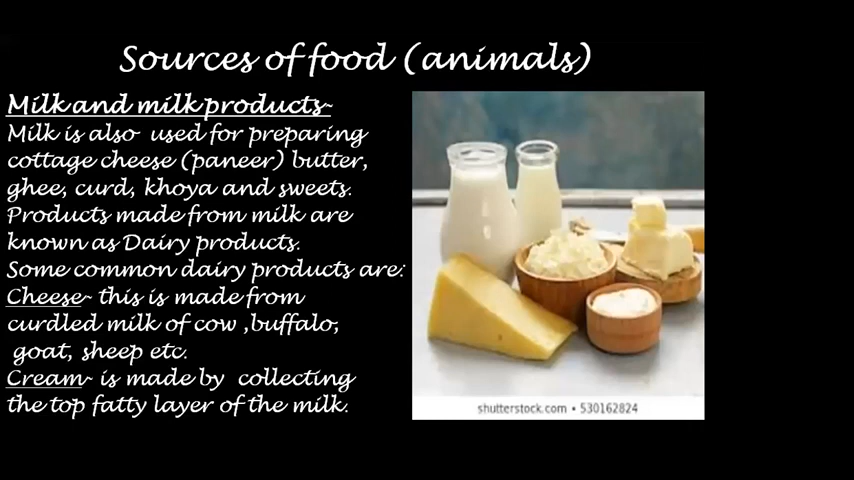 Sources of food (animals)
Milk and milk products-
Milk is also used for preparing
cottage cheese (paneer) butter,
ghee, curd, khoya and sweets.
Products made from milk are
known as Dairy products.
Some common dairy products are:
Cheese- this is made from
curdled milk of cow ,buffalo,
goat, sheep etc.
Cream- is made by collecting
the top fatty layer of the milk.
shutterstock.com • 530162824